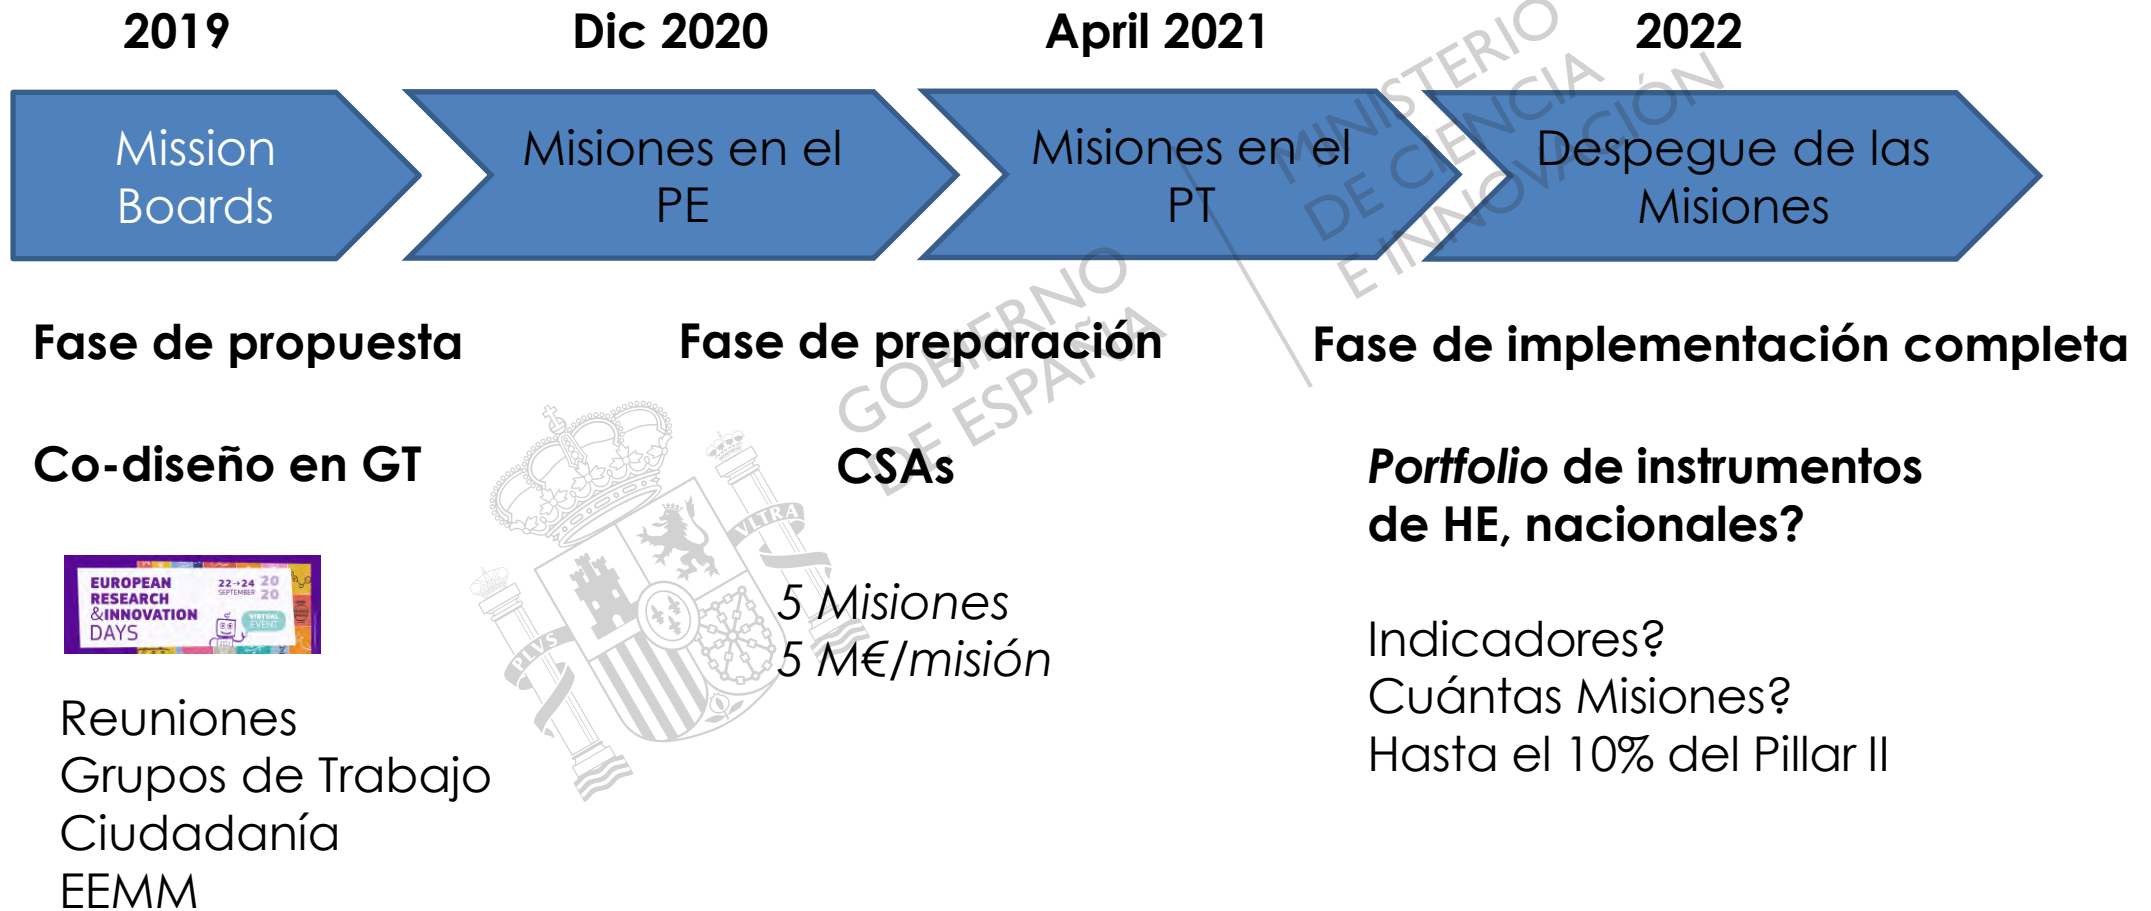 2019
Dic 2020
April 2021
2022
Mission
Boards
Misiones en el
PE
Misiones en el
PT
Despegue de las
Misiones
MINISTERIO
DE CIENCIA
E INNOVACIÓN
GOBIERNO
DE ESPAÑA
Fase de propuesta
Fase de preparación
Fase de implementación completa
Co-diseño en GT
CSAs
Portfolio de instrumentos
de HE, nacionales?
EUROPEAN
RESEARCH
&INNOVATION
DAYS
22→24
SEPTEMBER
20
20
VIRTUAL
EVENT
PLVS
VLTRA
5 Misiones
5 M€/misión
Indicadores?
Cuántas Misiones?
Hasta el 10% del Pillar II
Reuniones
Grupos de Trabajo
Ciudadanía
EEMM